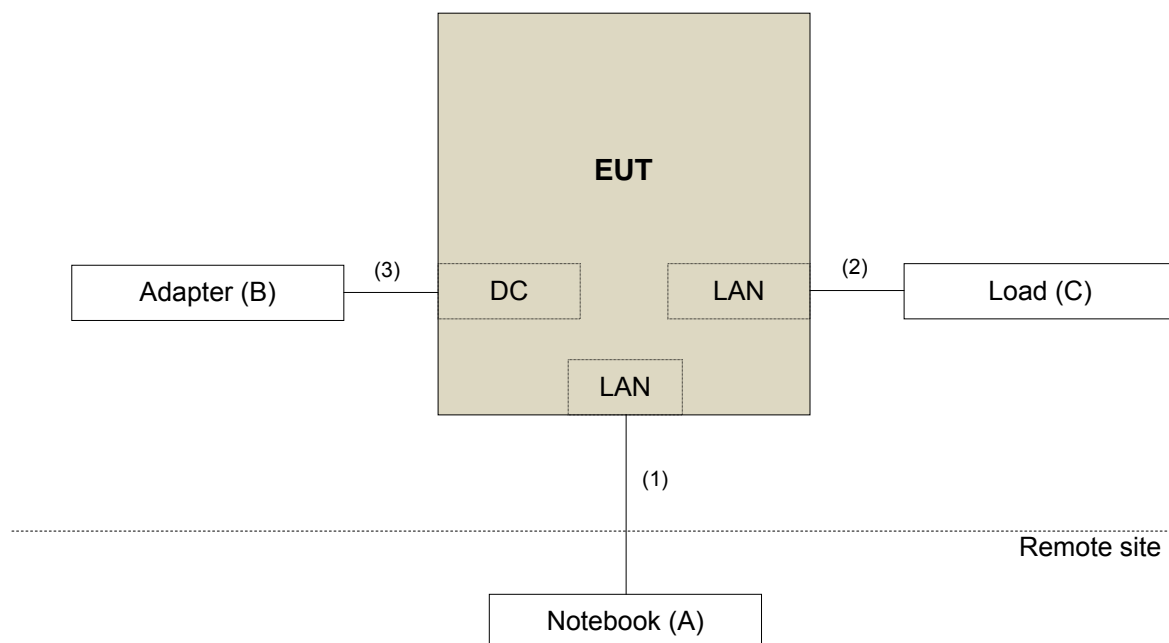 EUT
(3)
(2)
Adapter (B)
DC
LAN
Load (C)
LAN
(1)
Remote site
Notebook (A)